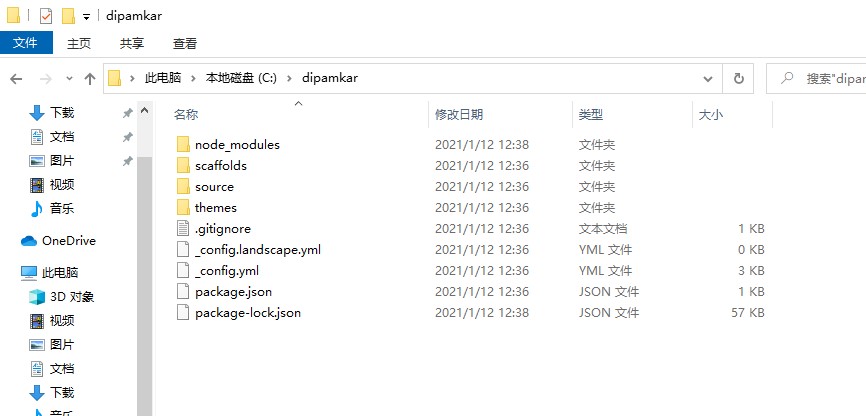 dipamkar
文件 主页 共享 查看
此电脑 本地磁盘 (C:) dipamkar 搜索"dipar
名称 修改日期 类型 大小
下载
文档
图片
视频
音乐
OneDrive
此电脑
3D 对象
视频
图片
文档
下载
音乐
node_modules 2021/1/12 12:38 文件夹
scaffolds 2021/1/12 12:36 文件夹
source 2021/1/12 12:36 文件夹
themes 2021/1/12 12:36 文件夹
.gitignore 2021/1/12 12:36 文本文档 1 KB
_config.landscape.yml 2021/1/12 12:36 YML 文件 0 KB
_config.yml 2021/1/12 12:36 YML 文件 3 KB
package.json 2021/1/12 12:36 JSON 文件 1 KB
package-lock.json 2021/1/12 12:38 JSON 文件 57 KB